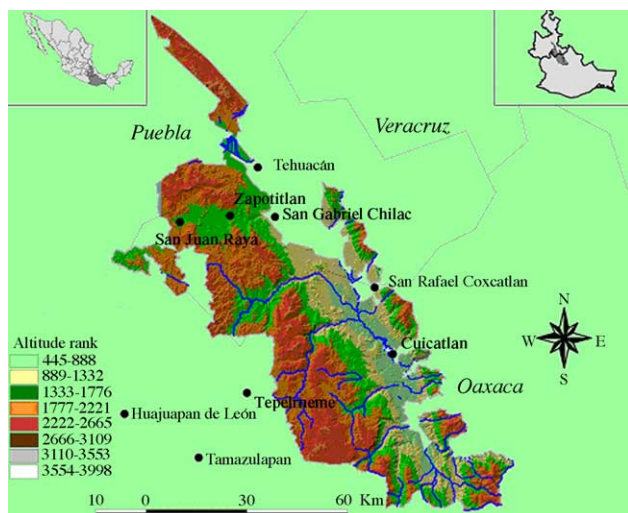 Puebla
Veracruz
Tehuacán
Zapotitlan
San Gabriel Chilac
San Juan Raya
San Rafael Coxcatlan
Cuicatlan
Oaxaca
Tepelmeme
Huajuapan de León
Tamazulapan
N
W E
S
Altitude rank
445-888
889-1332
1333-1776
1777-2221
2222-2665
2666-3109
3110-3553
3554-3998
10 0 30 60 Km